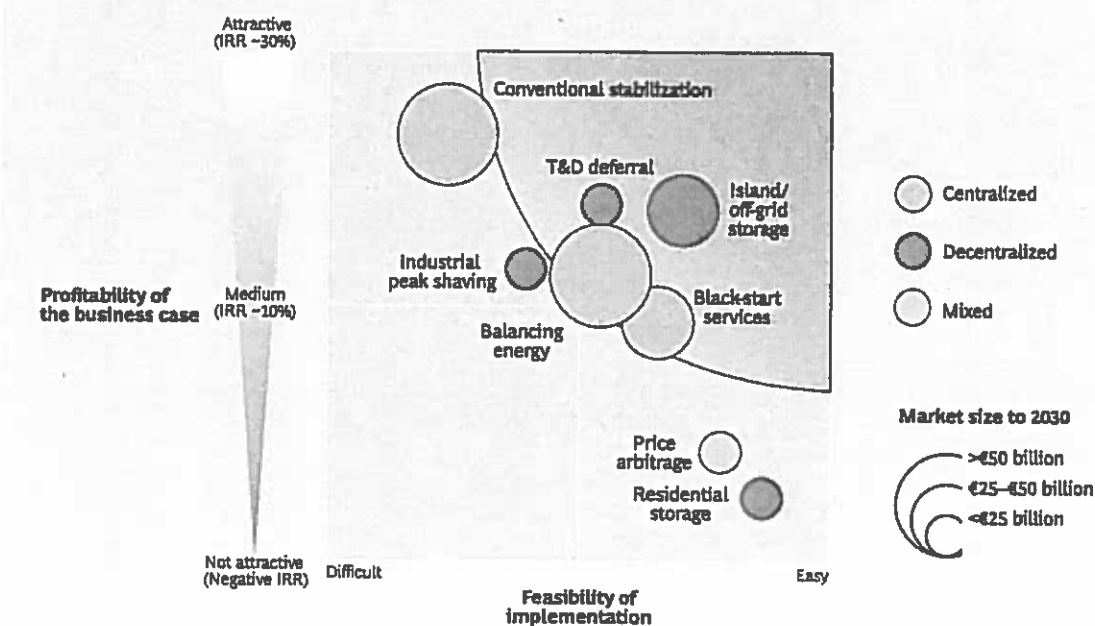 Attractive
(IRR ~30%)
Conventional stabilization
T&D deferral
Island/
off-grid
storage
Centralized
Decentralized
Mixed
Industrial
peak shaving
Profitability of
the business case
Medium
(IRR ~10%)
Black-start
services
Balancing
energy
Market size to 2030
>€50 billion
€25–€50 billion
<€25 billion
Price
arbitrage
Residential
storage
Not attractive
(Negative IRR)
Difficult
Easy
Feasibility of
implementation